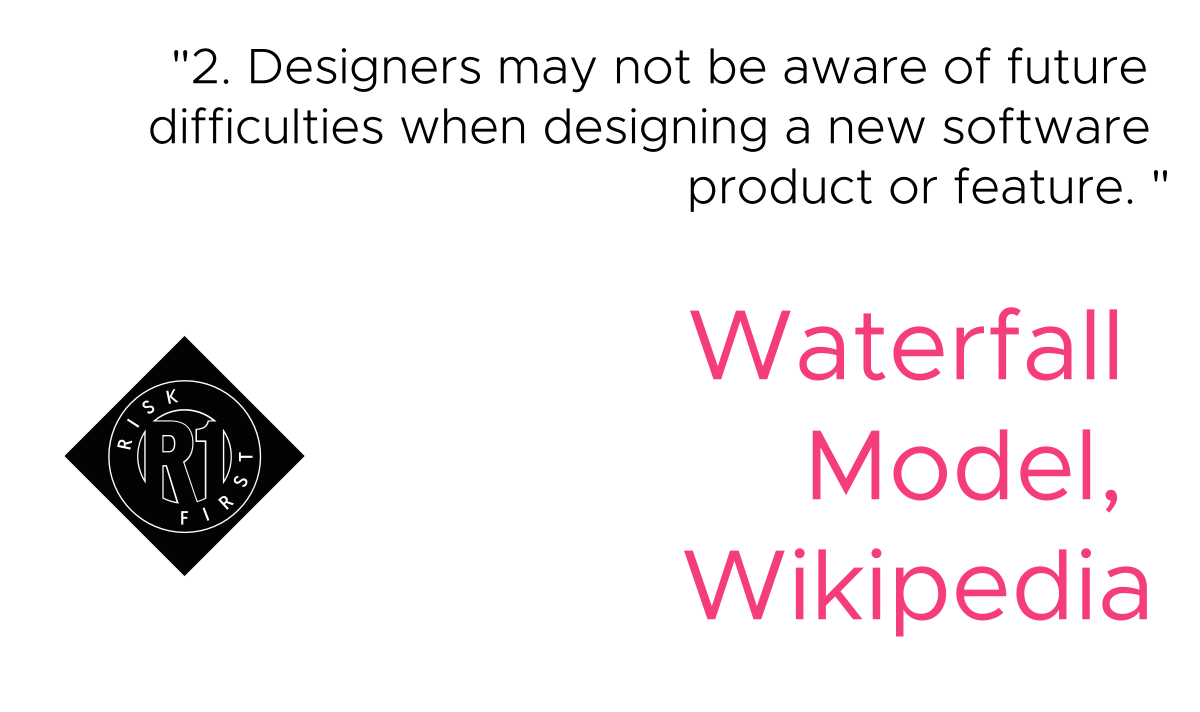 "2. Designers may not be aware of future
difficulties when designing a new software
product or feature. "
Waterfall
Model,
Wikipedia
RISK
R1
FIRST